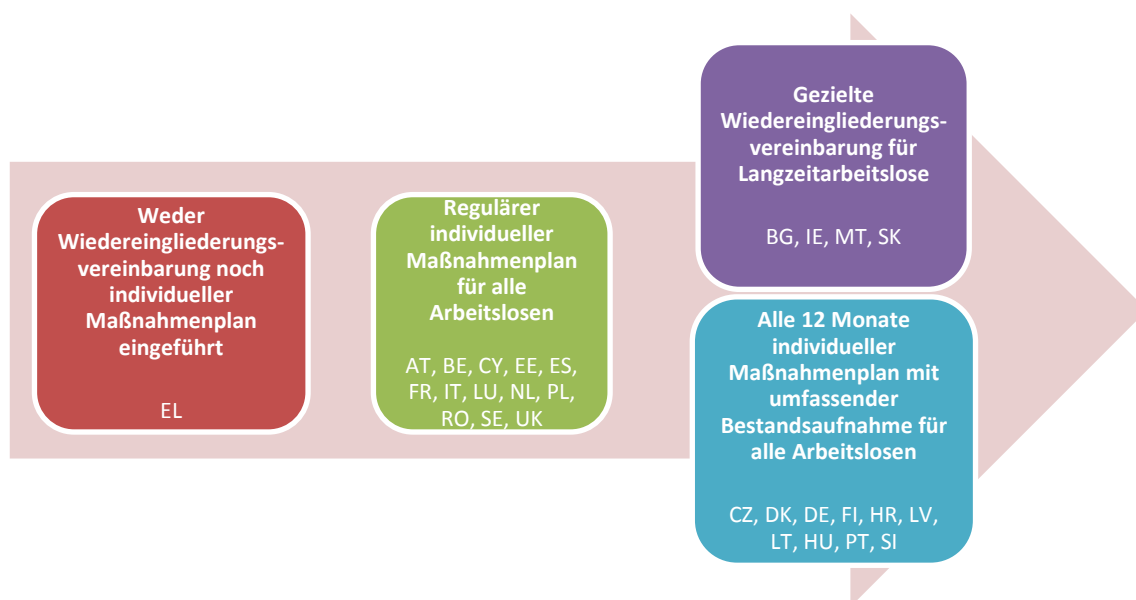 Weder
Wiedereingliederungs-
vereinbarung noch
individueller
Maßnahmenplan
eingeführt
EL
Regulärer
individueller
Maßnahmenplan
für alle
Arbeitslosen
AT, BE, CY, EE, ES,
FR, IT, LU, NL, PL,
RO, SE, UK
Gezielte
Wiedereingliederungs-
vereinbarung für
Langzeitarbeitslose
BG, IE, MT, SK
Alle 12 Monate
individueller
Maßnahmenplan mit
umfassender
Bestandsaufnahme für
alle Arbeitslosen
CZ, DK, DE, FI, HR, LV,
LT, HU, PT, SI